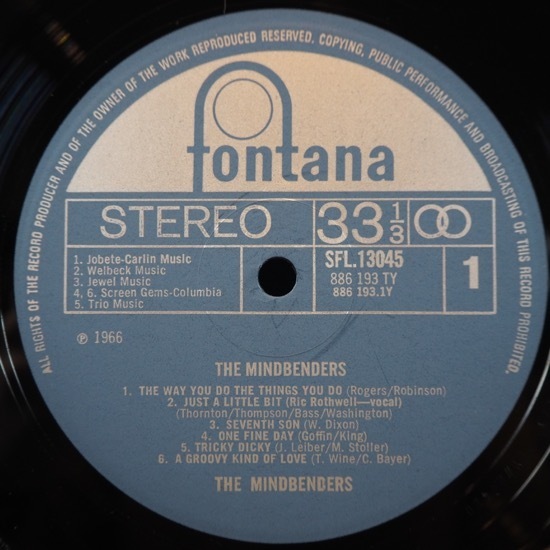 ALL RIGHTS OF THE RECORD PRODUCER AND OF THE OWNER OF THE WORK REPRODUCED RESERVED. COPYING, PUBLIC PERFORMANCE AND BROADCASTING OF THIS RECORD PROHIBITED.
fontana
STEREO 33 1/3
1. Jobete-Carlin Music
2. Welbeck Music
3. Jewel Music
4, 6. Screen Gems-Columbia
5. Trio Music
SFL.13045
886 193 TY
886 193.1Y
1
℗ 1966
THE MINDBENDERS
1. THE WAY YOU DO THE THINGS YOU DO (Rogers/Robinson)
2. JUST A LITTLE BIT (Ric Rothwell—vocal)
(Thornton/Thompson/Bass/Washington)
3. SEVENTH SON (W. Dixon)
4. ONE FINE DAY (Goffin/King)
5. TRICKY DICKY (J. Leiber/M. Stoller)
6. A GROOVY KIND OF LOVE (T. Wine/C. Bayer)
THE MINDBENDERS